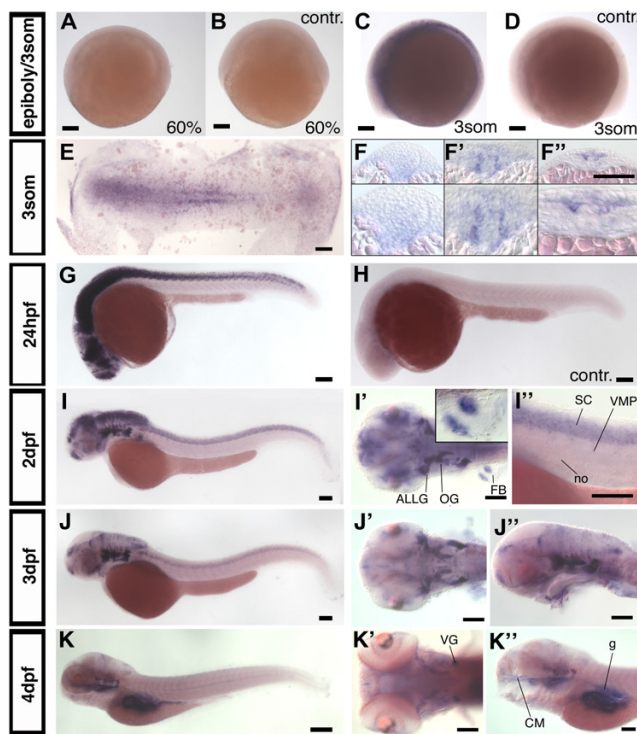 epiboly/3som
A
60%
B
contr.
60%
C
3som
D
contr.
3som
3som
E
F
F'
F''
24hpf
G
H
contr.
2dpf
I
I'
ALLG
OG
FB
I''
SC
VMP
no
3dpf
J
J'
J''
4dpf
K
K'
VG
K''
g
CM